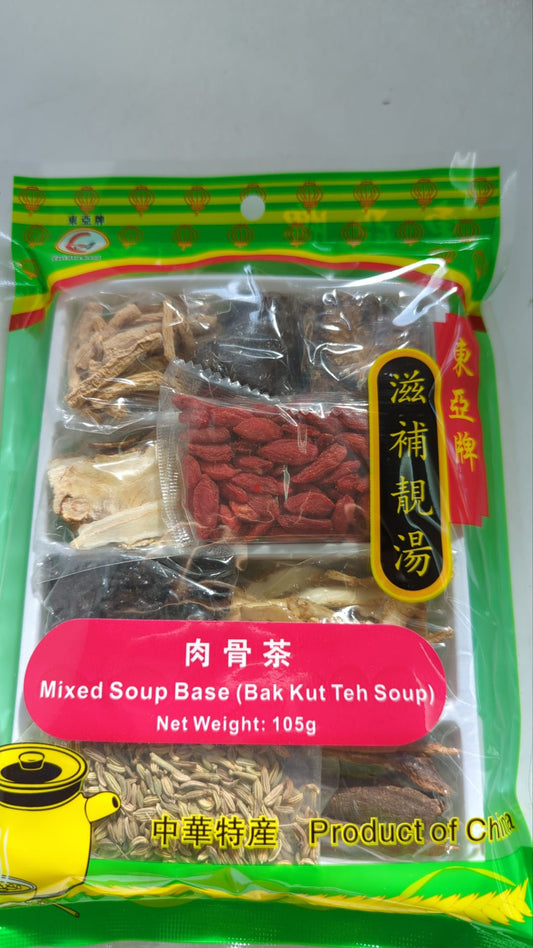 東亞牌
東亞牌
滋補靚湯
肉骨茶
Mixed Soup Base (Bak Kut Teh Soup)
Net Weight: 105g
中華特産 Product of China